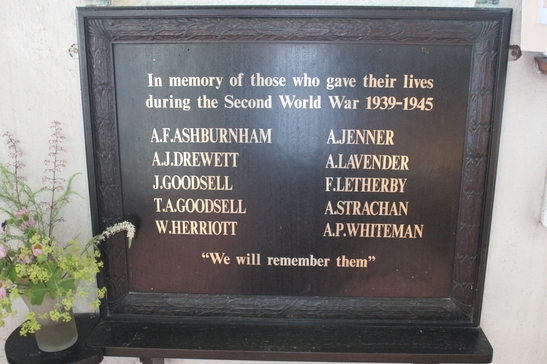 In memory of those who gave their lives
during the Second World War 1939-1945
A.F.ASHBURNHAM
A.J.DREWETT
J.GOODSELL
T.A.GOODSELL
W.HERRIOTT
A.JENNER
A.LAVENDER
F.LETHERBY
A.STRACHAN
A.P.WHITEMAN
“We will remember them”